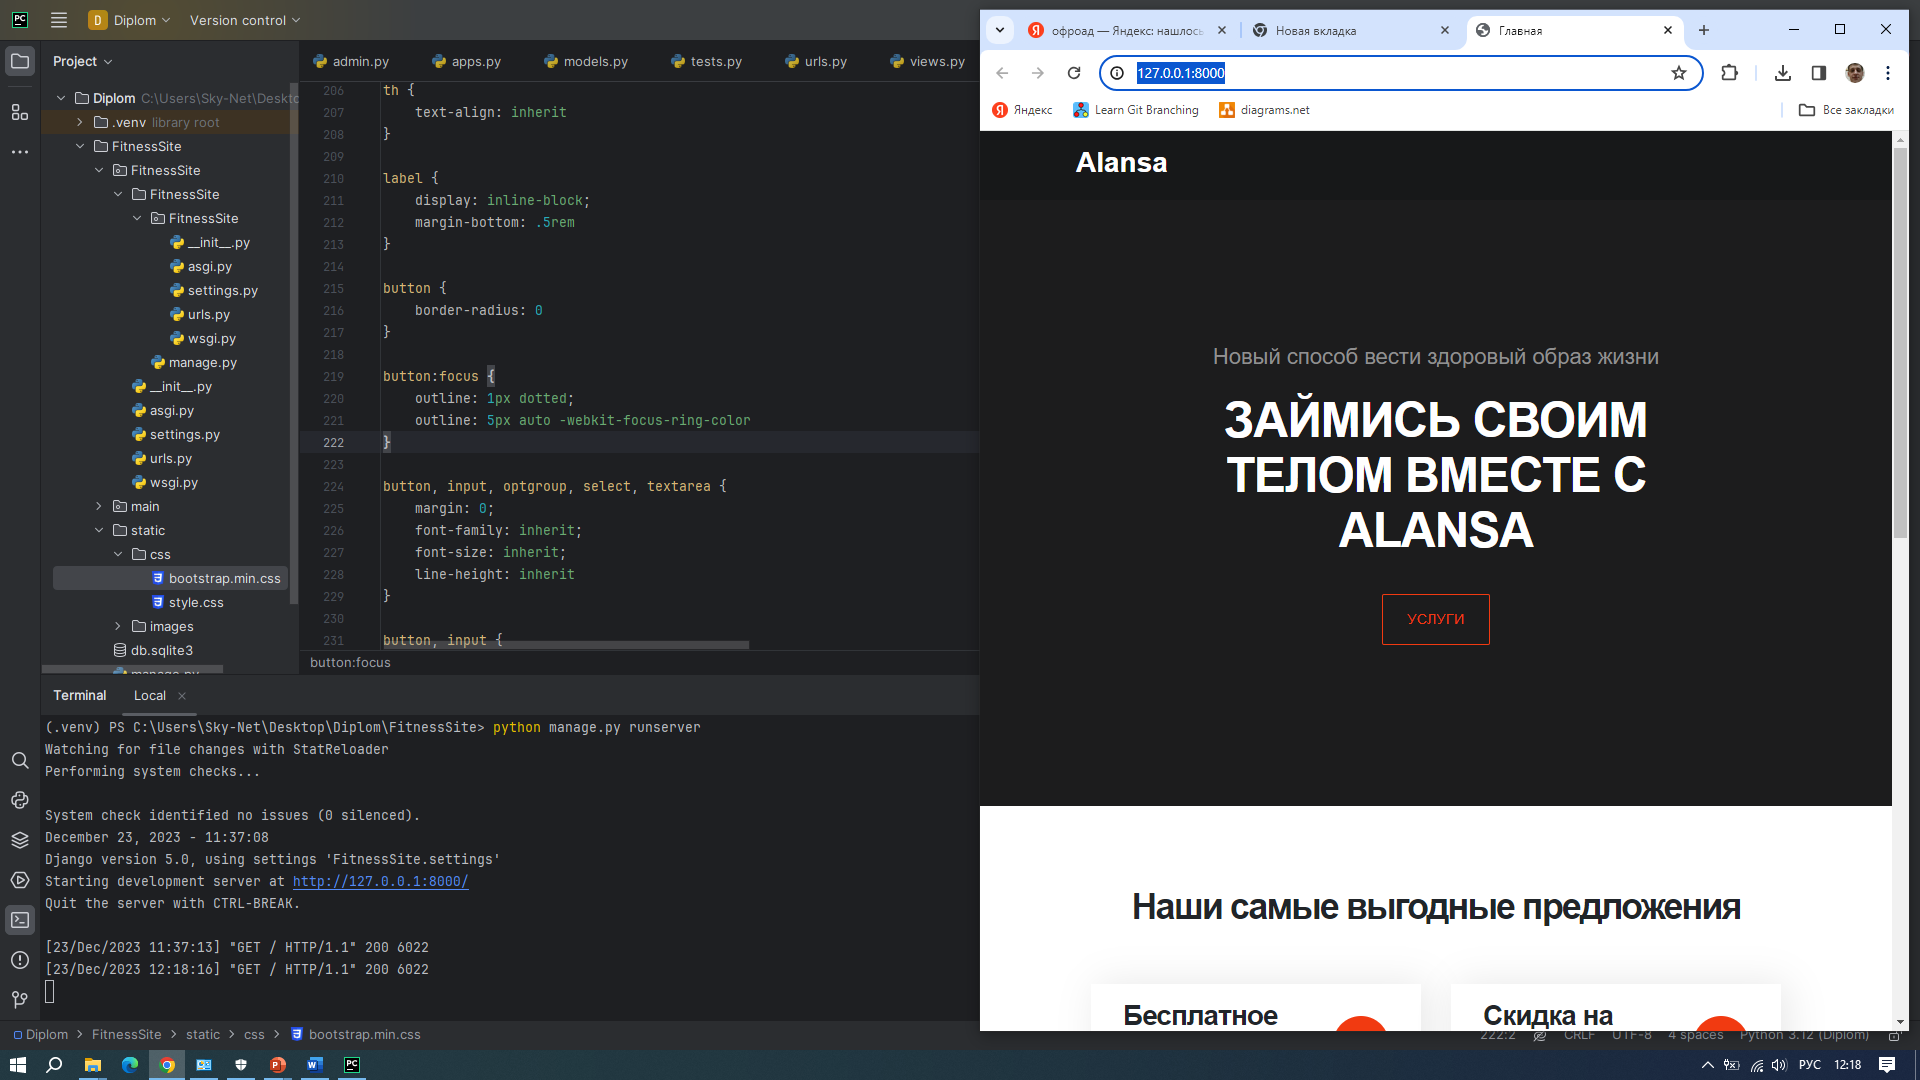 Diplom
Version control
Project
Diplom C:\Users\Sky-Net\Deskto
.venv library root
FitnessSite
FitnessSite
FitnessSite
FitnessSite
__init__.py
asgi.py
settings.py
urls.py
wsgi.py
manage.py
__init__.py
asgi.py
settings.py
urls.py
wsgi.py
main
static
css
bootstrap.min.css
style.css
images
db.sqlite3
manage.py
admin.py
apps.py
models.py
tests.py
urls.py
views.py
206 th {
207 text-align: inherit
208 }
209
210 label {
211 display: inline-block;
212 margin-bottom: .5rem
213 }
214
215 button {
216 border-radius: 0
217 }
218
219 button:focus {
220 outline: 1px dotted;
221 outline: 5px auto -webkit-focus-ring-color
222 }
223
224 button, input, optgroup, select, textarea {
225 margin: 0;
226 font-family: inherit;
227 font-size: inherit;
228 line-height: inherit
229 }
230
231 button, input {
button:focus
Terminal
Local
(.venv) PS C:\Users\Sky-Net\Desktop\Diplom\FitnessSite> python manage.py runserver
Watching for file changes with StatReloader
Performing system checks...
System check identified no issues (0 silenced).
December 23, 2023 - 11:37:08
Django version 5.0, using settings 'FitnessSite.settings'
Starting development server at http://127.0.0.1:8000/
Quit the server with CTRL-BREAK.
[23/Dec/2023 11:37:13] "GET / HTTP/1.1" 200 6022
[23/Dec/2023 12:18:16] "GET / HTTP/1.1" 200 6022
Diplom > FitnessSite > static > css > bootstrap.min.css
222:2 CRLF UTF-8 4 spaces Python 3.12 (Diplom)
офроад — Яндекс: нашлось
Новая вкладка
Главная
127.0.0.1:8000
Яндекс
Learn Git Branching
diagrams.net
Все закладки
Alansa
Новый способ вести здоровый образ жизни
ЗАЙМИСЬ СВОИМ
ТЕЛОМ ВМЕСТЕ С
ALANSA
УСЛУГИ
Наши самые выгодные предложения
Бесплатное
Скидка на
РУС
12:18